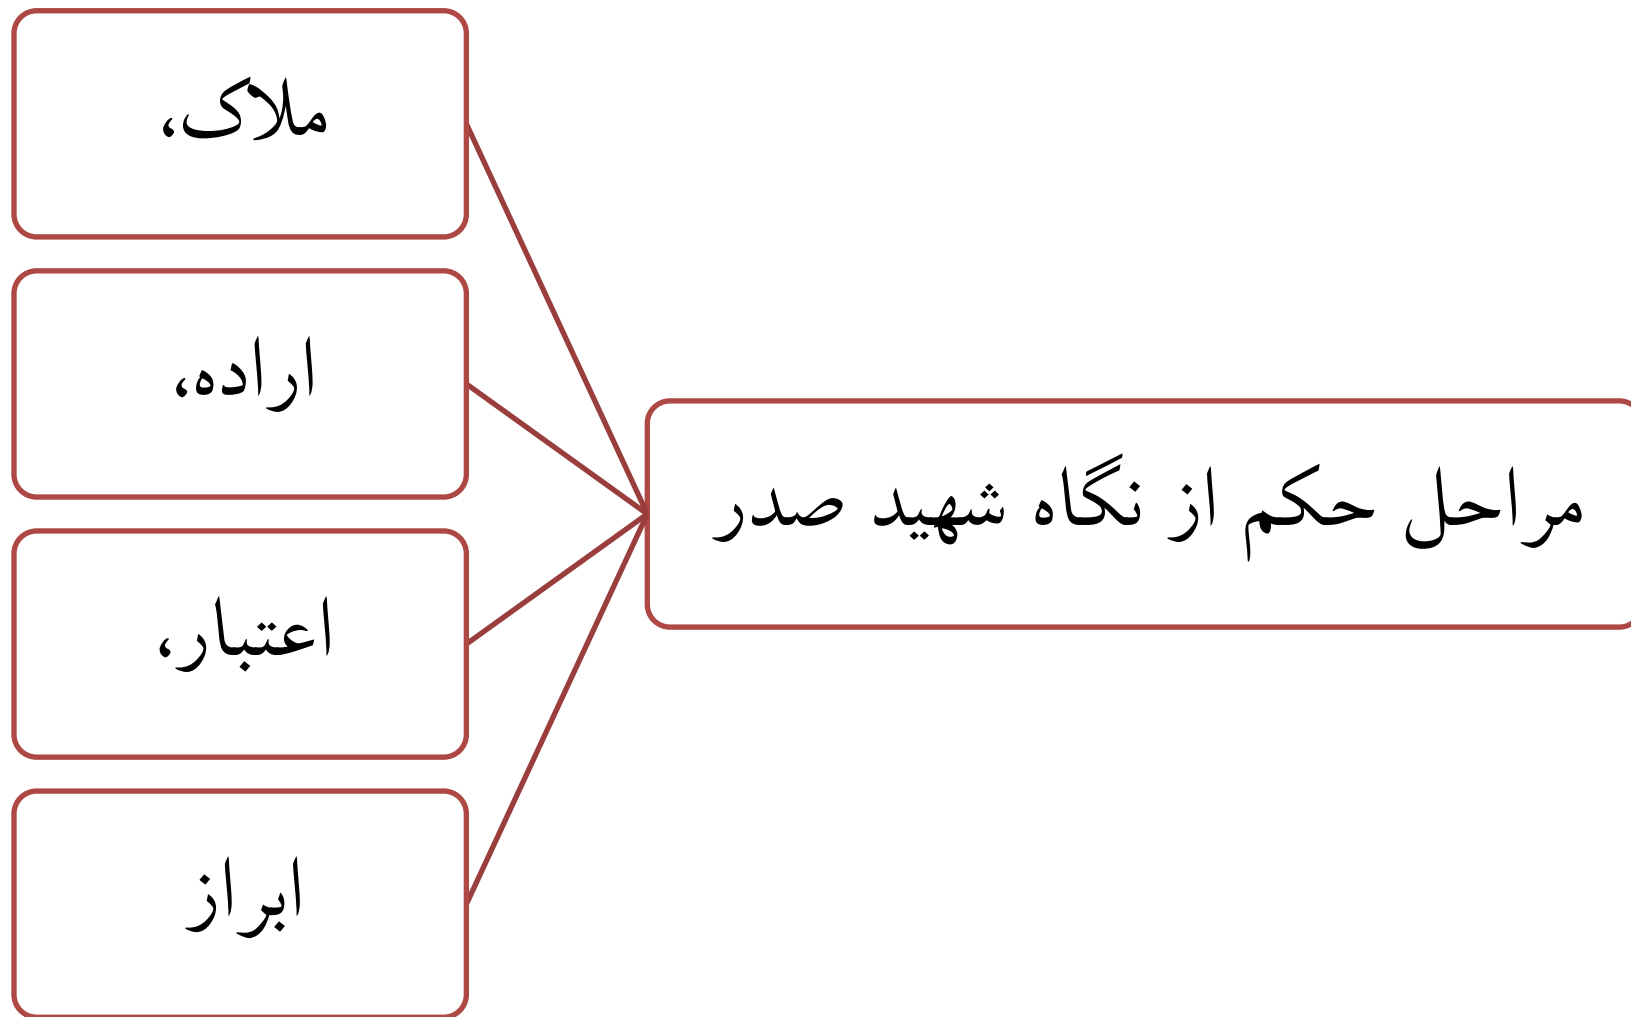 مراحل حکم از نگاه شهید صدر
ملاک،
اراده،
اعتبار،
ابراز